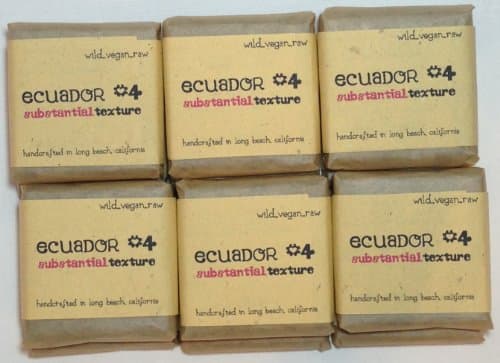 wild_vegan_raw
ecuador #4
substantial.texture
handcrafted in long beach, california
wild_vegan_raw
ecuador #4
substantial.texture
handcrafted in long beach, california
wild_vegan_raw
ecuador #4
substantial.texture
handcrafted in long beach, california
wild_vegan_raw
ecuador #4
substantial.texture
handcrafted in long beach, california
wild_vegan_raw
ecuador #4
substantial.texture
handcrafted in long beach, california
wild_vegan_raw
ecuador #4
substantial.texture
handcrafted in long beach, california